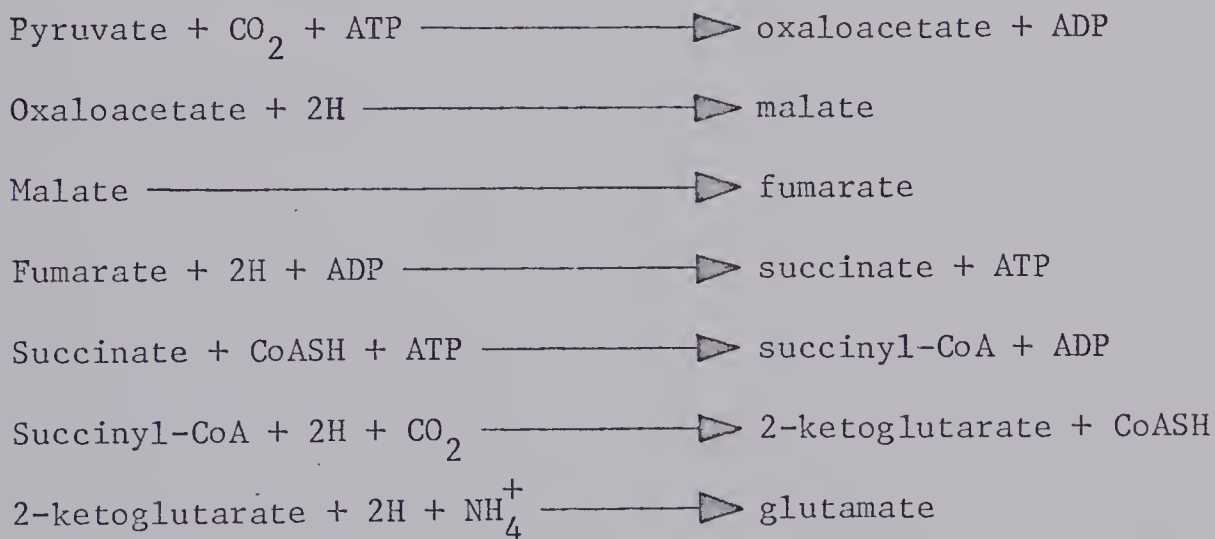 Pyruvate + CO₂ + ATP ⟶ oxaloacetate + ADP
Oxaloacetate + 2H ⟶ malate
Malate ⟶ fumarate
Fumarate + 2H + ADP ⟶ succinate + ATP
Succinate + CoASH + ATP ⟶ succinyl-CoA + ADP
Succinyl-CoA + 2H + CO₂ ⟶ 2-ketoglutarate + CoASH
2-ketoglutarate + 2H + NH₄⁺ ⟶ glutamate